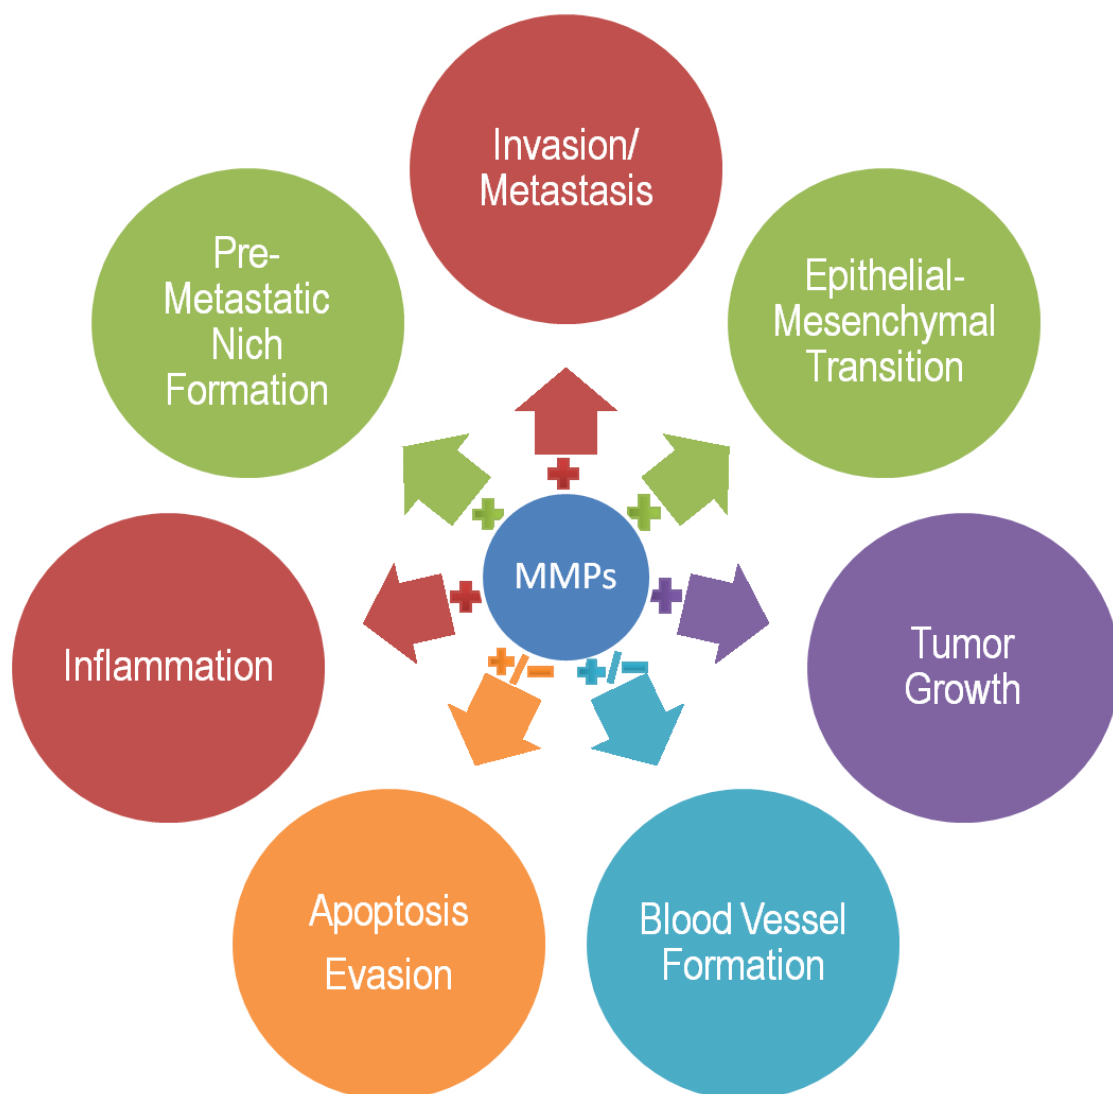 Invasion/
Metastasis
Pre-
Metastatic
Nich
Formation
Epithelial-
Mesenchymal
Transition
+
+
+
MMPs
+
+
Inflammation
Tumor
Growth
+/-
+/-
Apoptosis
Evasion
Blood Vessel
Formation